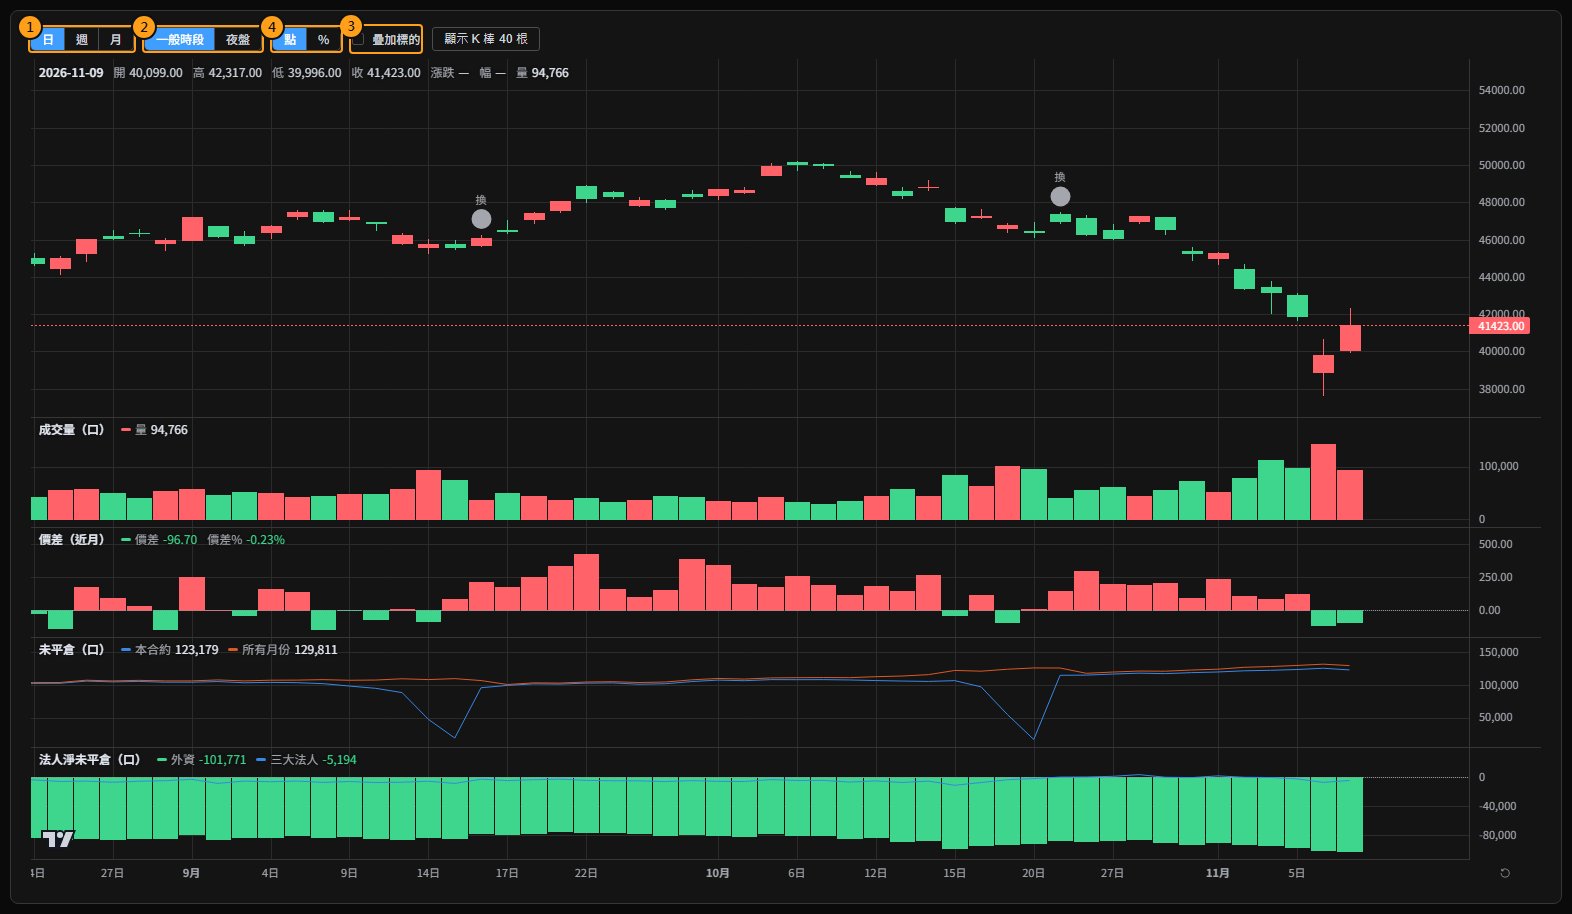 1 2 4 3
日 週 月 一般時段 夜盤 點 % 疊加標的 顯示 K 棒 40 根
2026-11-09 開 40,099.00 高 42,317.00 低 39,996.00 收 41,423.00 漲跌 — 幅 — 量 94,766
54000.00
52000.00
50000.00
換
換
48000.00
46000.00
44000.00
42000.00
41423.00
40000.00
38000.00
成交量（口） 量 94,766
100,000
0
價差（近月） 價差 -96.70 價差% -0.23%
500.00
250.00
0.00
未平倉（口） 本合約 123,179 所有月份 129,811
150,000
100,000
50,000
法人淨未平倉（口） 外資 -101,771 三大法人 -5,194
0
-40,000
-80,000
27日 9月 4日 9日 14日 17日 22日 10月 6日 12日 15日 20日 27日 11月 5日